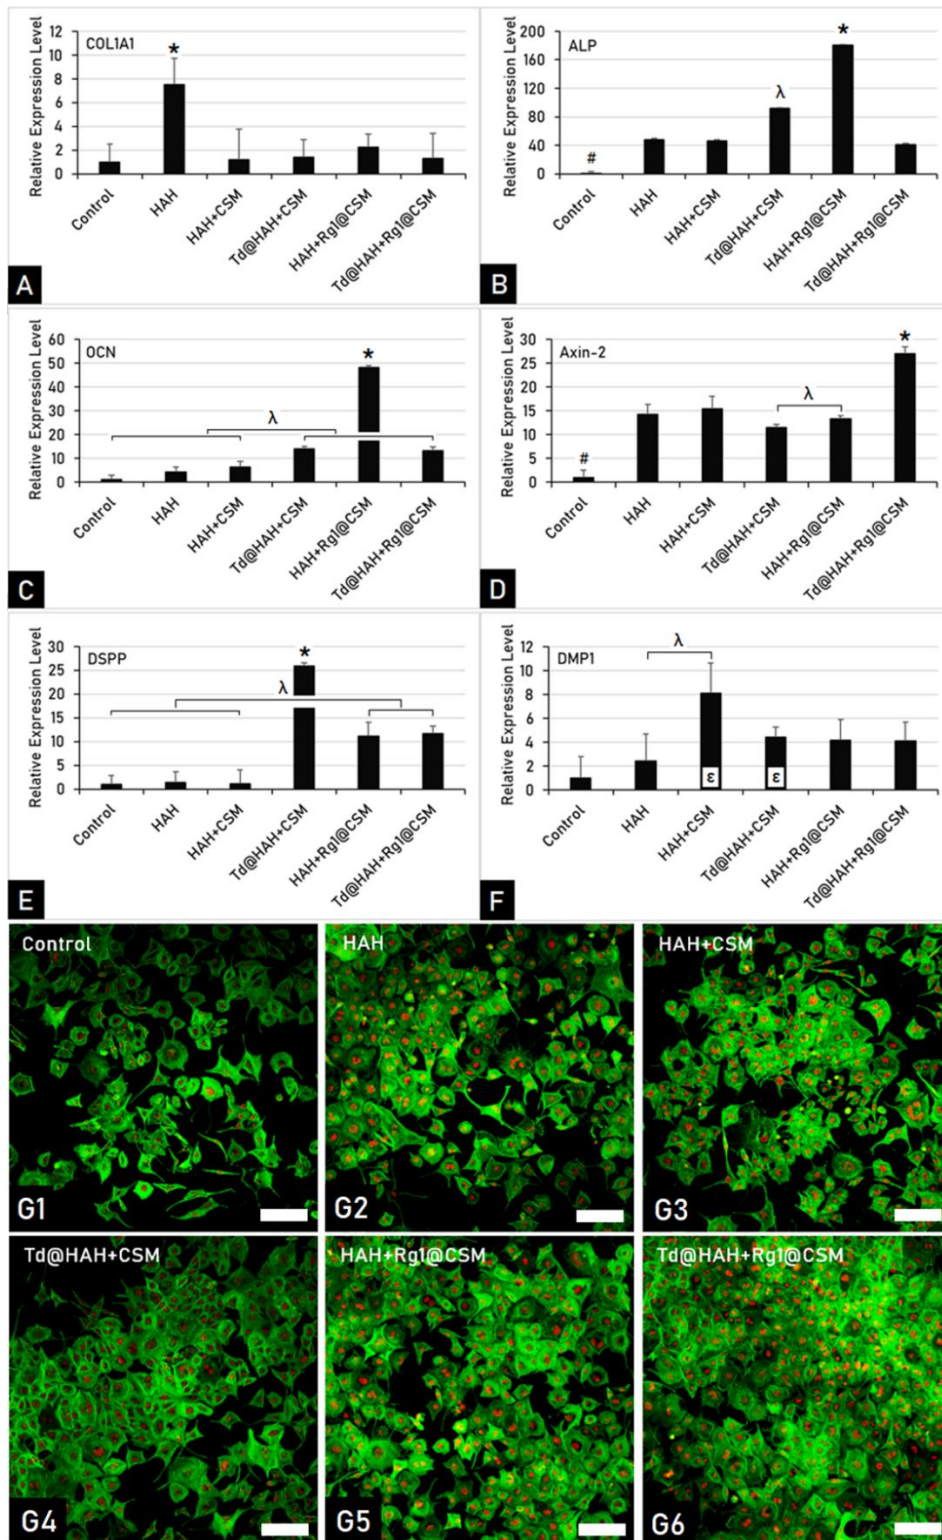 COL1A1
Relative Expression Level
12
10
8
6
4
2
0
*
Control
HAH
HAH+CSM
Td@HAH+CSM
HAH+Rg1@CSM
Td@HAH+Rg1@CSM
A
ALP
Relative Expression Level
200
160
120
80
40
0
#
λ
*
Control
HAH
HAH+CSM
Td@HAH+CSM
HAH+Rg1@CSM
Td@HAH+Rg1@CSM
B
OCN
Relative Expression Level
60
50
40
30
20
10
0
λ
*
Control
HAH
HAH+CSM
Td@HAH+CSM
HAH+Rg1@CSM
Td@HAH+Rg1@CSM
C
Axin-2
Relative Expression Level
30
25
20
15
10
5
0
#
λ
*
Control
HAH
HAH+CSM
Td@HAH+CSM
HAH+Rg1@CSM
Td@HAH+Rg1@CSM
D
DSPP
Relative Expression Level
30
25
20
15
10
5
0
λ
*
Control
HAH
HAH+CSM
Td@HAH+CSM
HAH+Rg1@CSM
Td@HAH+Rg1@CSM
E
DMP1
Relative Expression Level
12
10
8
6
4
2
0
λ
ε
ε
Control
HAH
HAH+CSM
Td@HAH+CSM
HAH+Rg1@CSM
Td@HAH+Rg1@CSM
F
Control
G1
HAH
G2
HAH+CSM
G3
Td@HAH+CSM
G4
HAH+Rg1@CSM
G5
Td@HAH+Rg1@CSM
G6